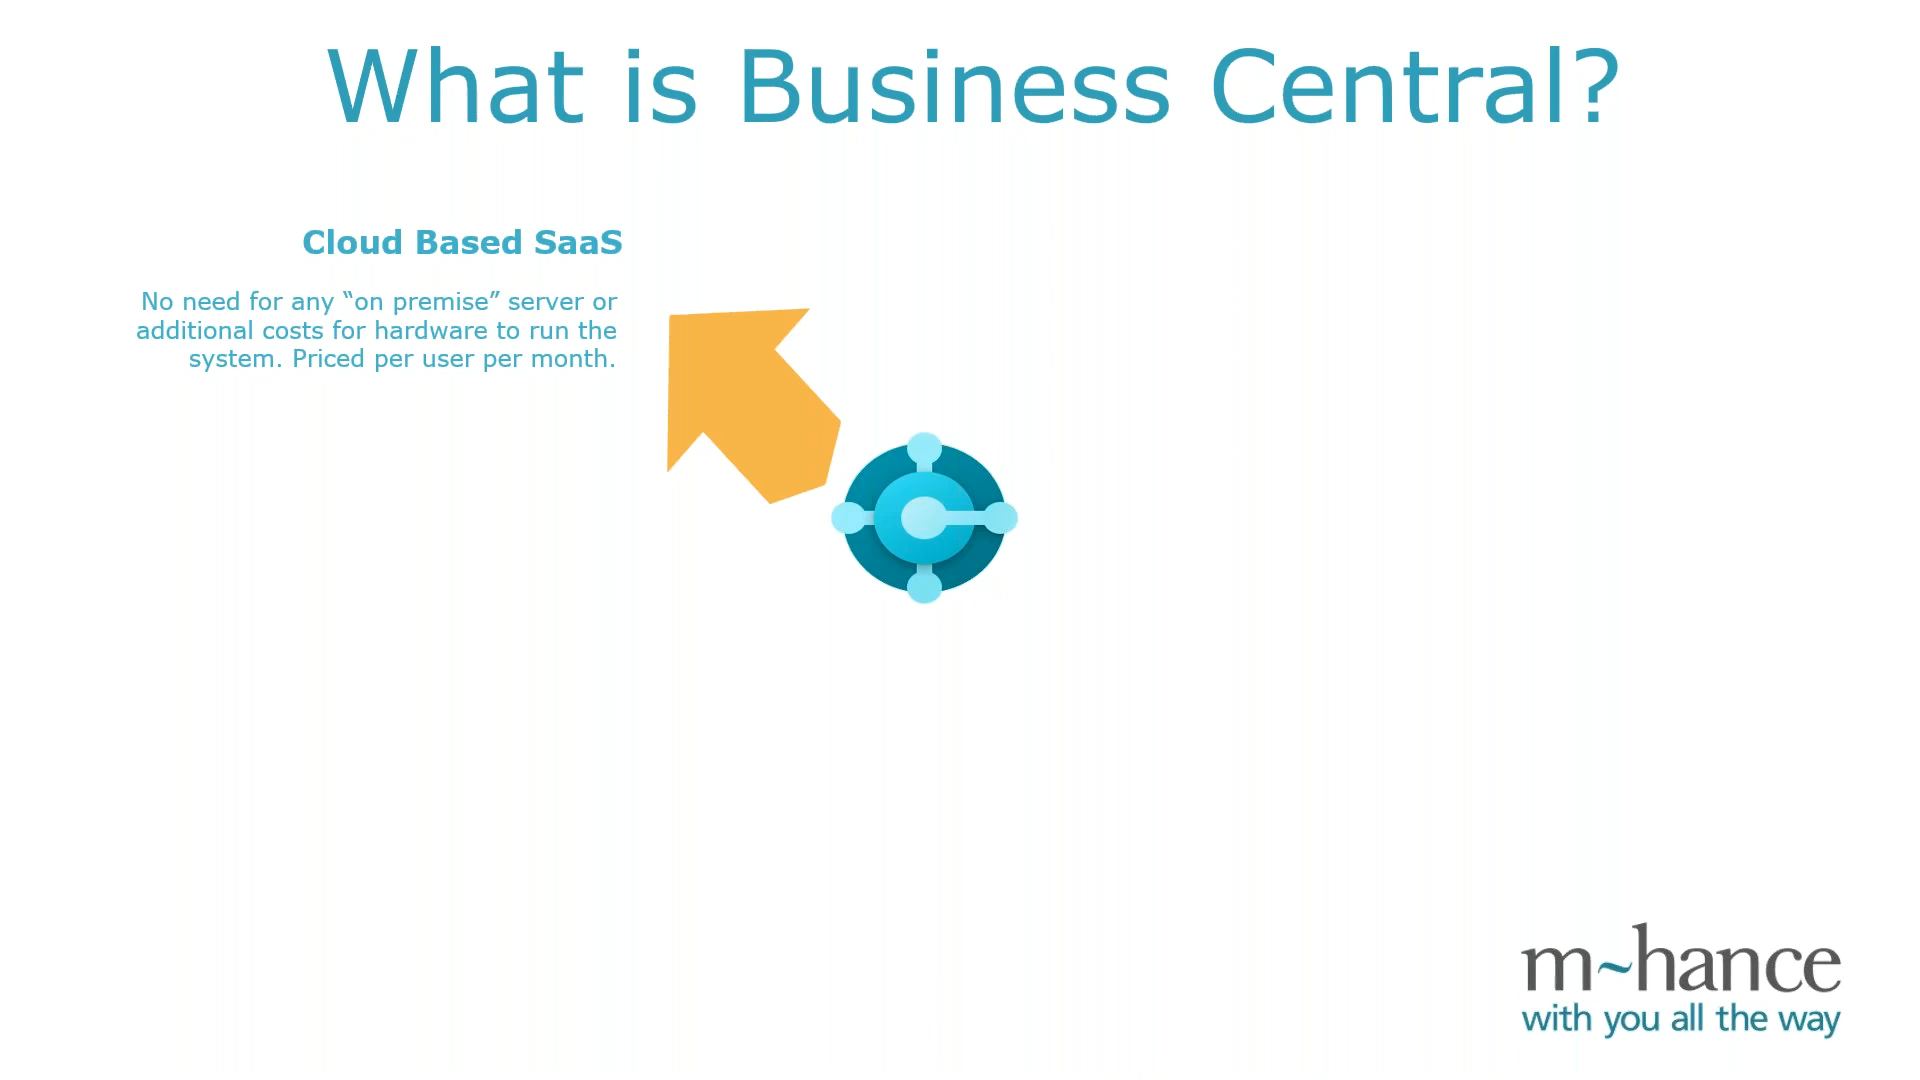 What is Business Central?
Cloud Based SaaS
No need for any “on premise” server or
additional costs for hardware to run the
system. Priced per user per month.
m~hance
with you all the way